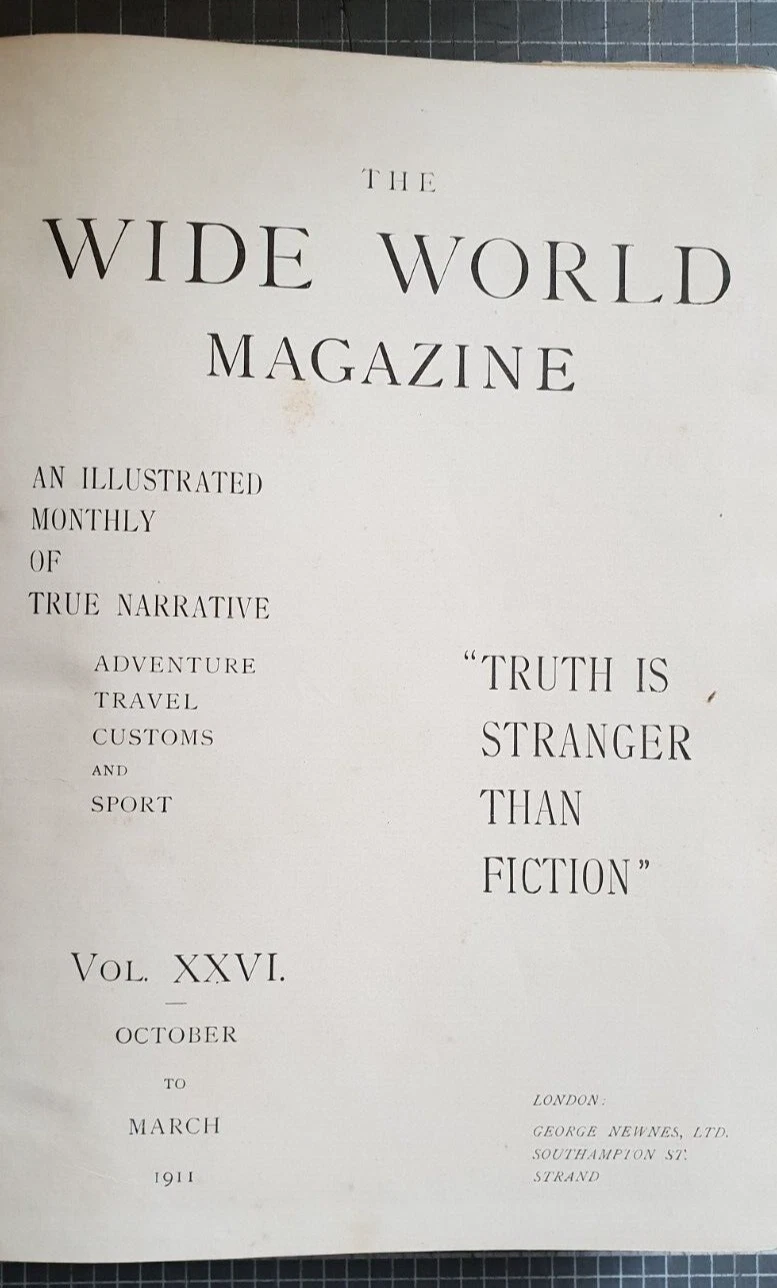 THE
WIDE WORLD
MAGAZINE
AN ILLUSTRATED
MONTHLY
OF
TRUE NARRATIVE
ADVENTURE
TRAVEL
CUSTOMS
AND
SPORT
“TRUTH IS
STRANGER
THAN
FICTION”
VOL. XXVI.
OCTOBER
TO
MARCH
1911
LONDON:
GEORGE NEWNES, LTD.
SOUTHAMPTON ST.
STRAND